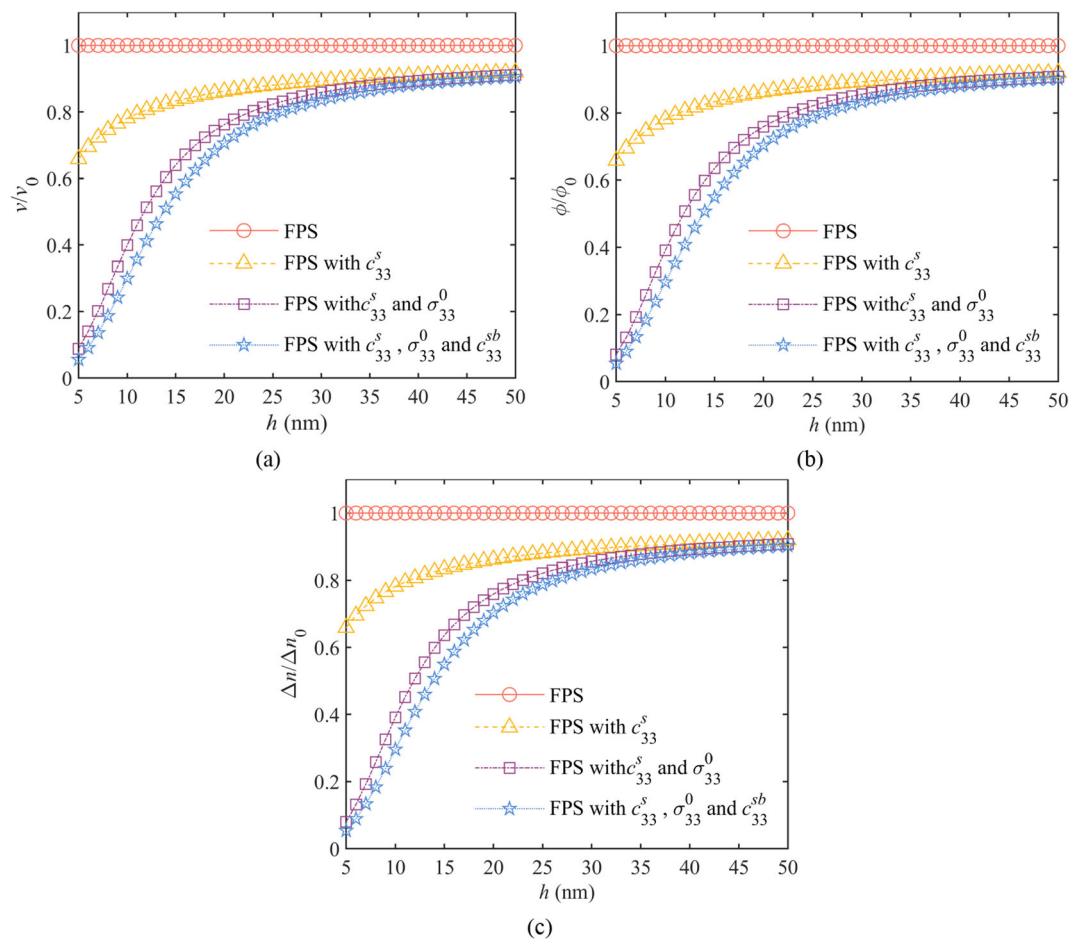 1
0.8
0.6
0.4
0.2
0
v/v₀
FPS
FPS with c₃₃ˢ
FPS withc₃₃ˢ and σ₃₃⁰
FPS with c₃₃ˢ , σ₃₃⁰ and c₃₃ˢᵇ
5 10 15 20 25 30 35 40 45 50
h (nm)
(a)
1
0.8
0.6
0.4
0.2
0
ϕ/ϕ₀
FPS
FPS with c₃₃ˢ
FPS withc₃₃ˢ and σ₃₃⁰
FPS with c₃₃ˢ , σ₃₃⁰ and c₃₃ˢᵇ
5 10 15 20 25 30 35 40 45 50
h (nm)
(b)
1
0.8
0.6
0.4
0.2
0
Δn/Δn₀
FPS
FPS with c₃₃ˢ
FPS withc₃₃ˢ and σ₃₃⁰
FPS with c₃₃ˢ , σ₃₃⁰ and c₃₃ˢᵇ
5 10 15 20 25 30 35 40 45 50
h (nm)
(c)